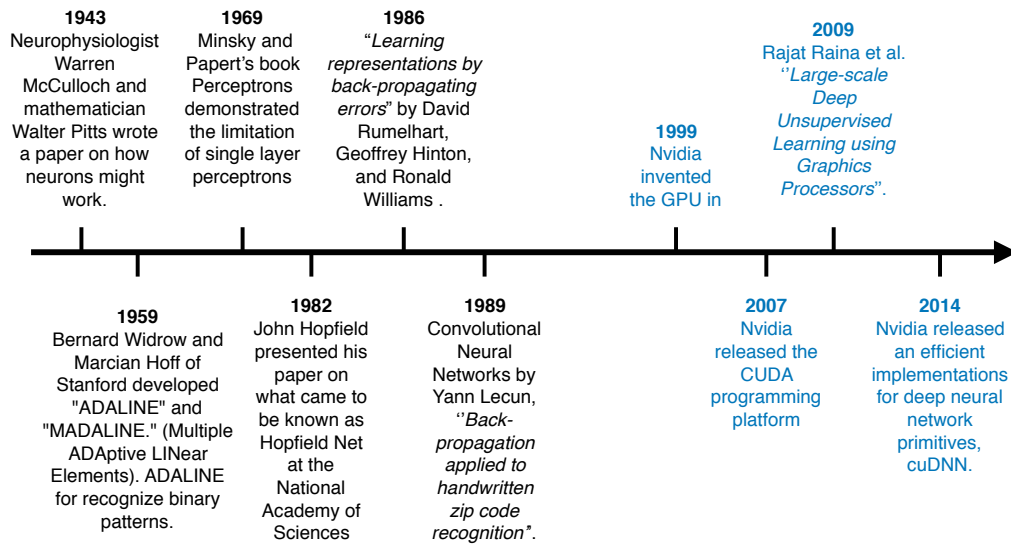 1943
Neurophysiologist
Warren
McCulloch and
mathematician
Walter Pitts wrote
a paper on how
neurons might
work.
1969
Minsky and
Papert's book
Perceptrons
demonstrated
the limitation
of single layer
perceptrons
1986
“Learning
representations by
back-propagating
errors” by David
Rumelhart,
Geoffrey Hinton,
and Ronald
Williams .
1999
Nvidia
invented
the GPU in
2009
Rajat Raina et al.
‘’Large-scale
Deep
Unsupervised
Learning using
Graphics
Processors”.
1959
Bernard Widrow and
Marcian Hoff of
Stanford developed
"ADALINE" and
"MADALINE." (Multiple
ADAptive LINear
Elements). ADALINE
for recognize binary
patterns.
1982
John Hopfield
presented his
paper on
what came to
be known as
Hopfield Net
at the
National
Academy of
Sciences
1989
Convolutional
Neural
Networks by
Yann Lecun,
‘’Back-
propagation
applied to
handwritten
zip code
recognition”.
2007
Nvidia
released the
CUDA
programming
platform
2014
Nvidia released
an efficient
implementations
for deep neural
network
primitives,
cuDNN.